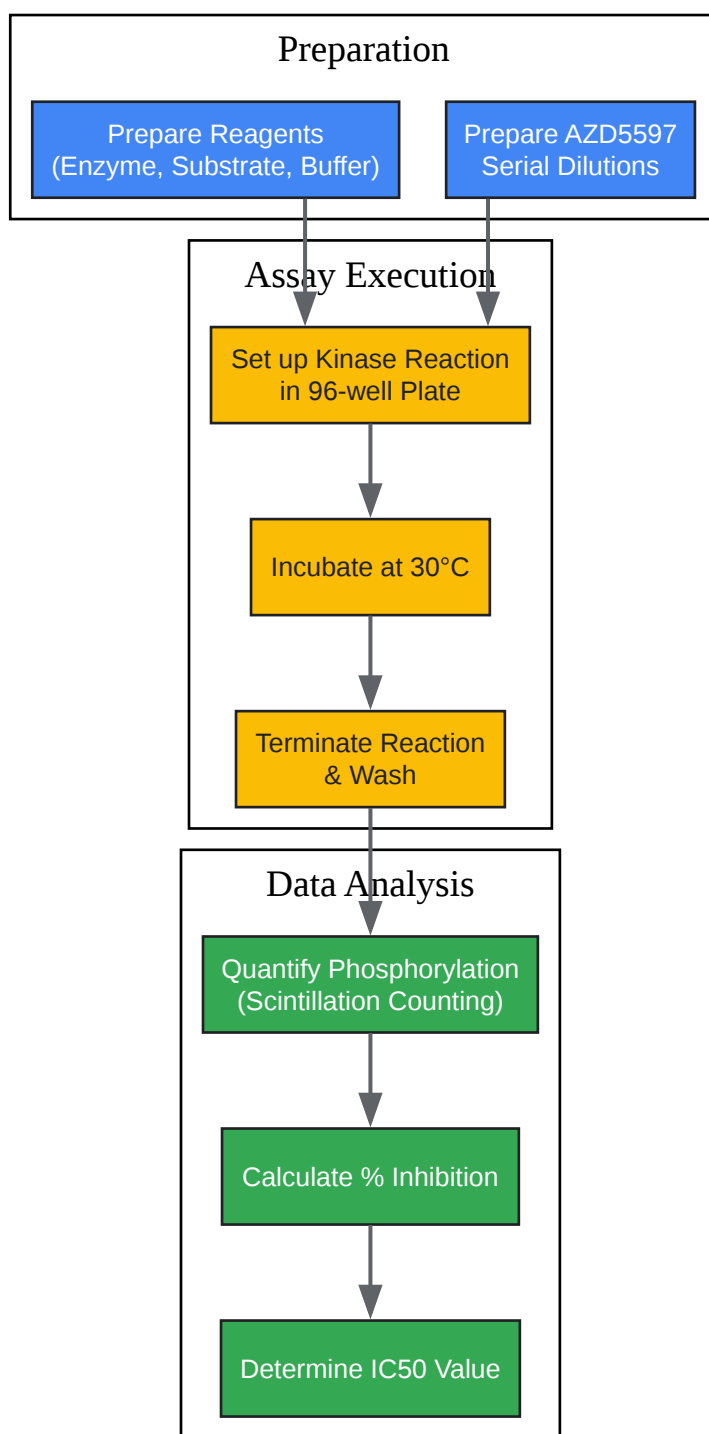 Preparation
Prepare Reagents
(Enzyme, Substrate, Buffer)
Prepare AZD5597
Serial Dilutions
Assay Execution
Set up Kinase Reaction
in 96-well Plate
Incubate at 30°C
Terminate Reaction
& Wash
Data Analysis
Quantify Phosphorylation
(Scintillation Counting)
Calculate % Inhibition
Determine IC50 Value